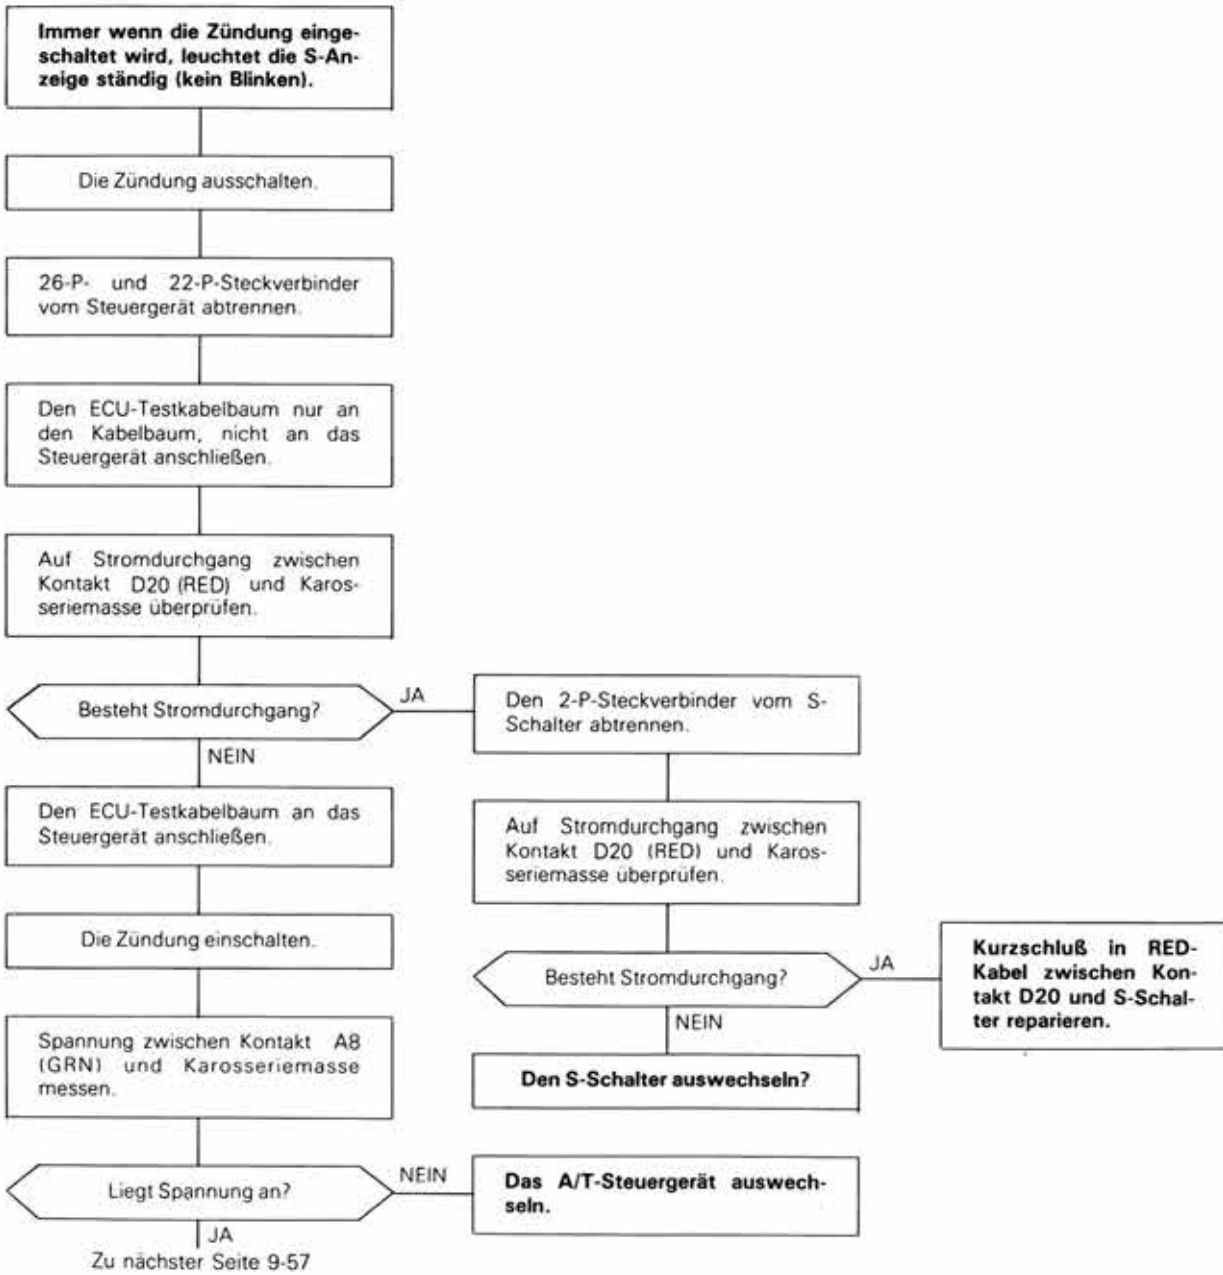 Immer wenn die Zündung einge-
schaltet wird, leuchtet die S-An-
zeige ständig (kein Blinken).
Die Zündung ausschalten.
26-P- und 22-P-Steckverbinder
vom Steuergerät abtrennen.
Den ECU-Testkabelbaum nur an
den Kabelbaum, nicht an das
Steuergerät anschließen.
Auf Stromdurchgang zwischen
Kontakt D20 (RED) und Karos-
seriemasse überprüfen.
Besteht Stromdurchgang?
JA
NEIN
Den 2-P-Steckverbinder vom S-
Schalter abtrennen.
Auf Stromdurchgang zwischen
Kontakt D20 (RED) und Karos-
seriemasse überprüfen.
Besteht Stromdurchgang?
JA
NEIN
Kurzschluß in RED-
Kabel zwischen Kon-
takt D20 und S-Schal-
ter reparieren.
Den S-Schalter auswechseln?
Den ECU-Testkabelbaum an das
Steuergerät anschließen.
Die Zündung einschalten.
Spannung zwischen Kontakt A8
(GRN) und Karosseriemasse
messen.
Liegt Spannung an?
NEIN
Das A/T-Steuergerät auswech-
seln.
JA
Zu nächster Seite 9-57